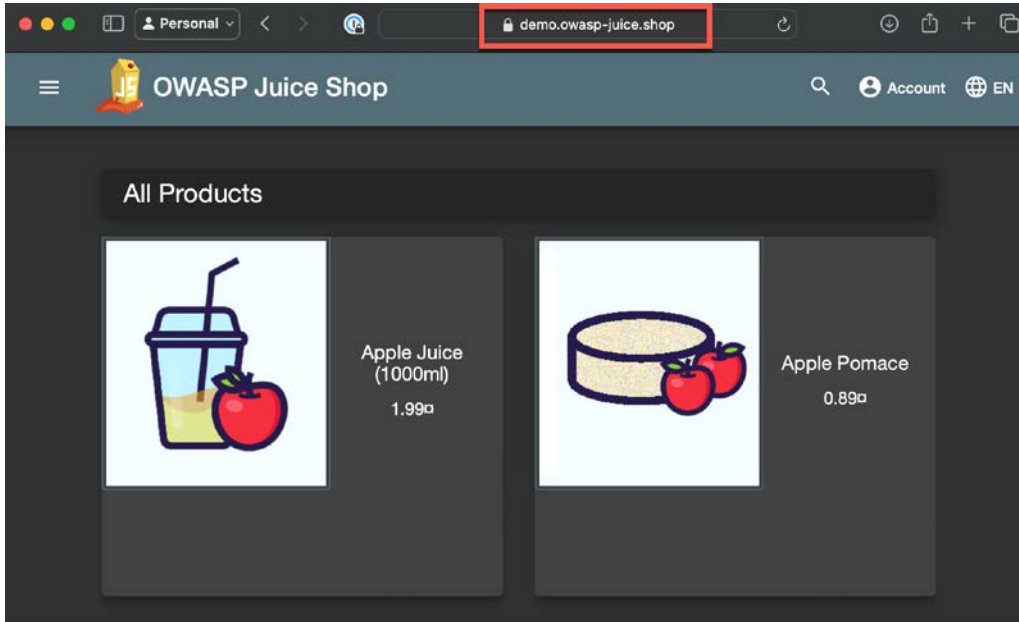 Personal
demo.owasp-juice.shop
JS
OWASP Juice Shop
Account
EN
All Products
Apple Juice
(1000ml)
1.99¤
Apple Pomace
0.89¤